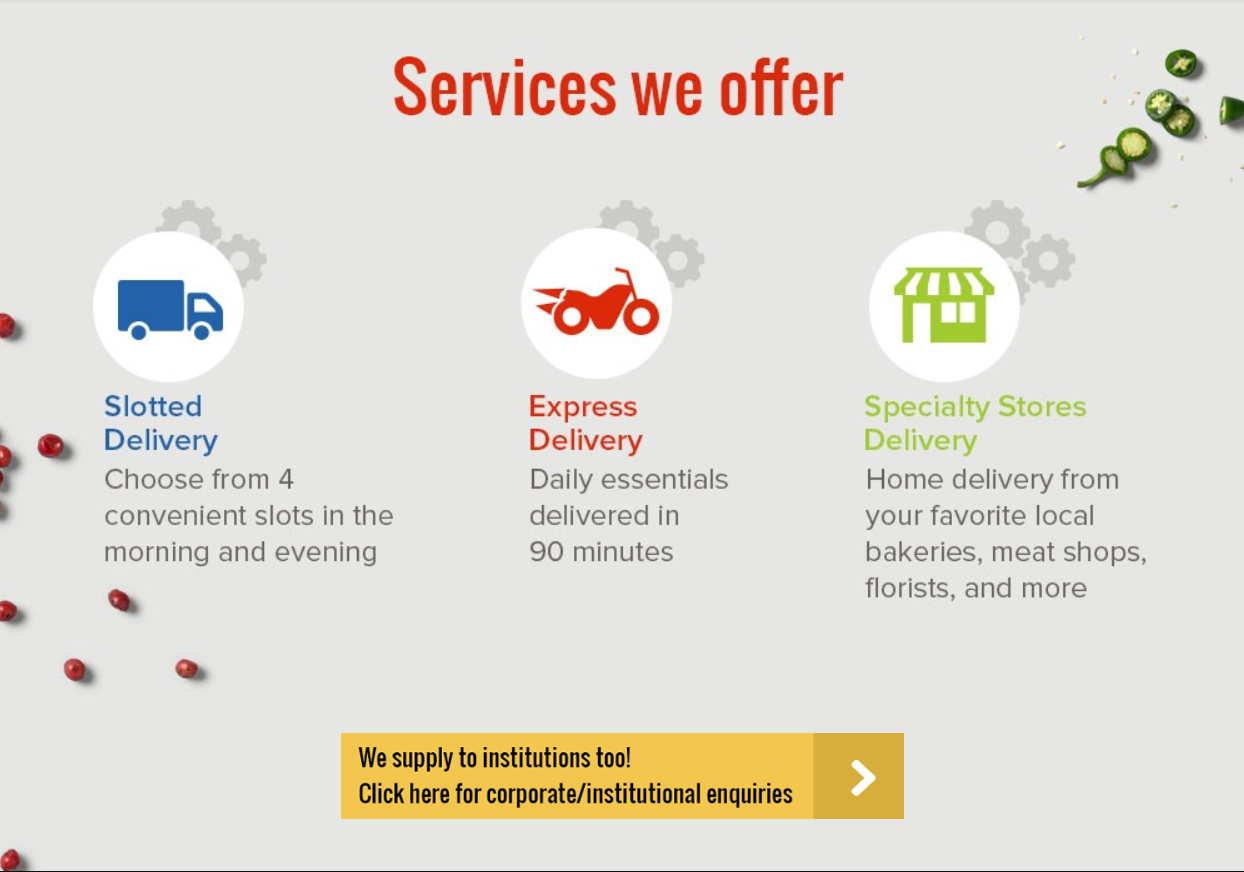 Services we offer
Slotted
Delivery
Choose from 4
convenient slots in the
morning and evening
Express
Delivery
Daily essentials
delivered in
90 minutes
Specialty Stores
Delivery
Home delivery from
your favorite local
bakeries, meat shops,
florists, and more
We supply to institutions too!
Click here for corporate/institutional enquiries